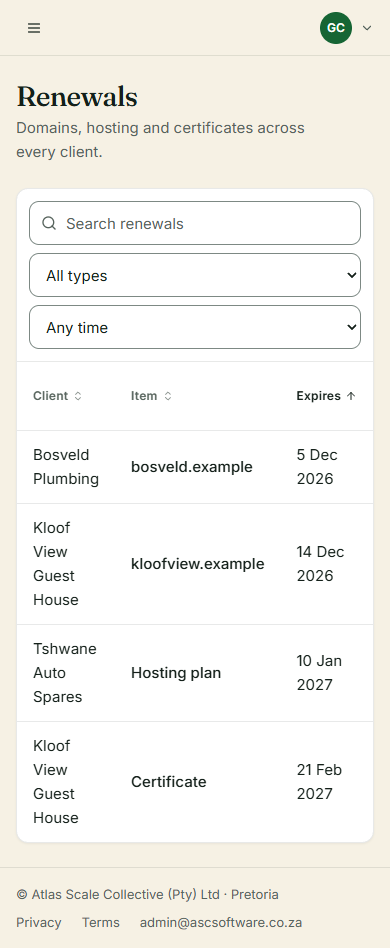 GC
Renewals
Domains, hosting and certificates across
every client.
Search renewals
All types
Any time
Client Item Expires
Bosveld
Plumbing
bosveld.example
5 Dec
2026
Kloof
View
Guest
House
kloofview.example
14 Dec
2026
Tshwane
Auto
Spares
Hosting plan
10 Jan
2027
Kloof
View
Guest
House
Certificate
21 Feb
2027
© Atlas Scale Collective (Pty) Ltd · Pretoria
Privacy Terms admin@ascsoftware.co.za